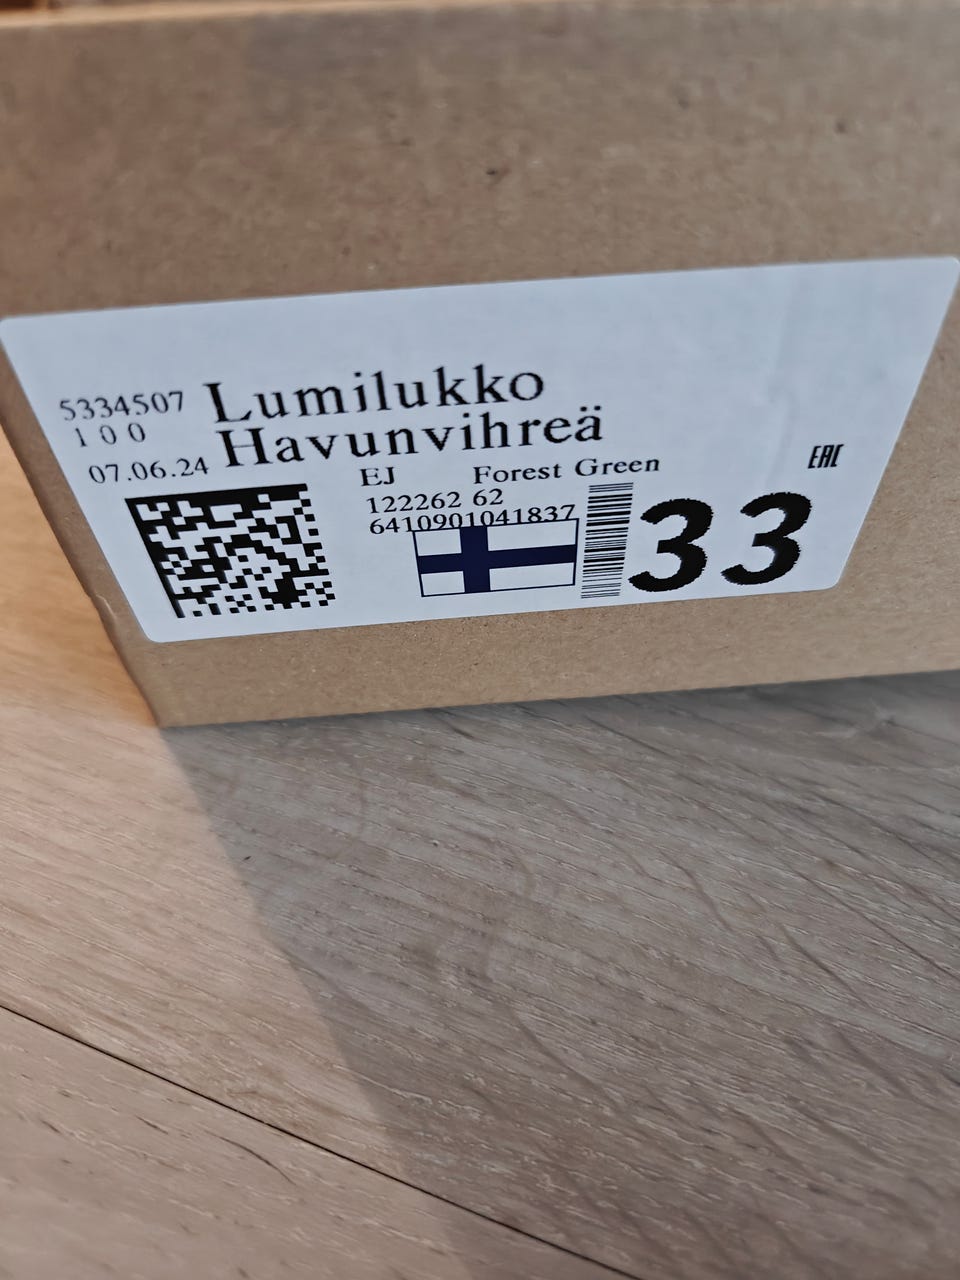 5334507 Lumilukko
1 0 0
07.06.24 Havunvihreä
EJ Forest Green
122262 62
6410901041837
EAC
33